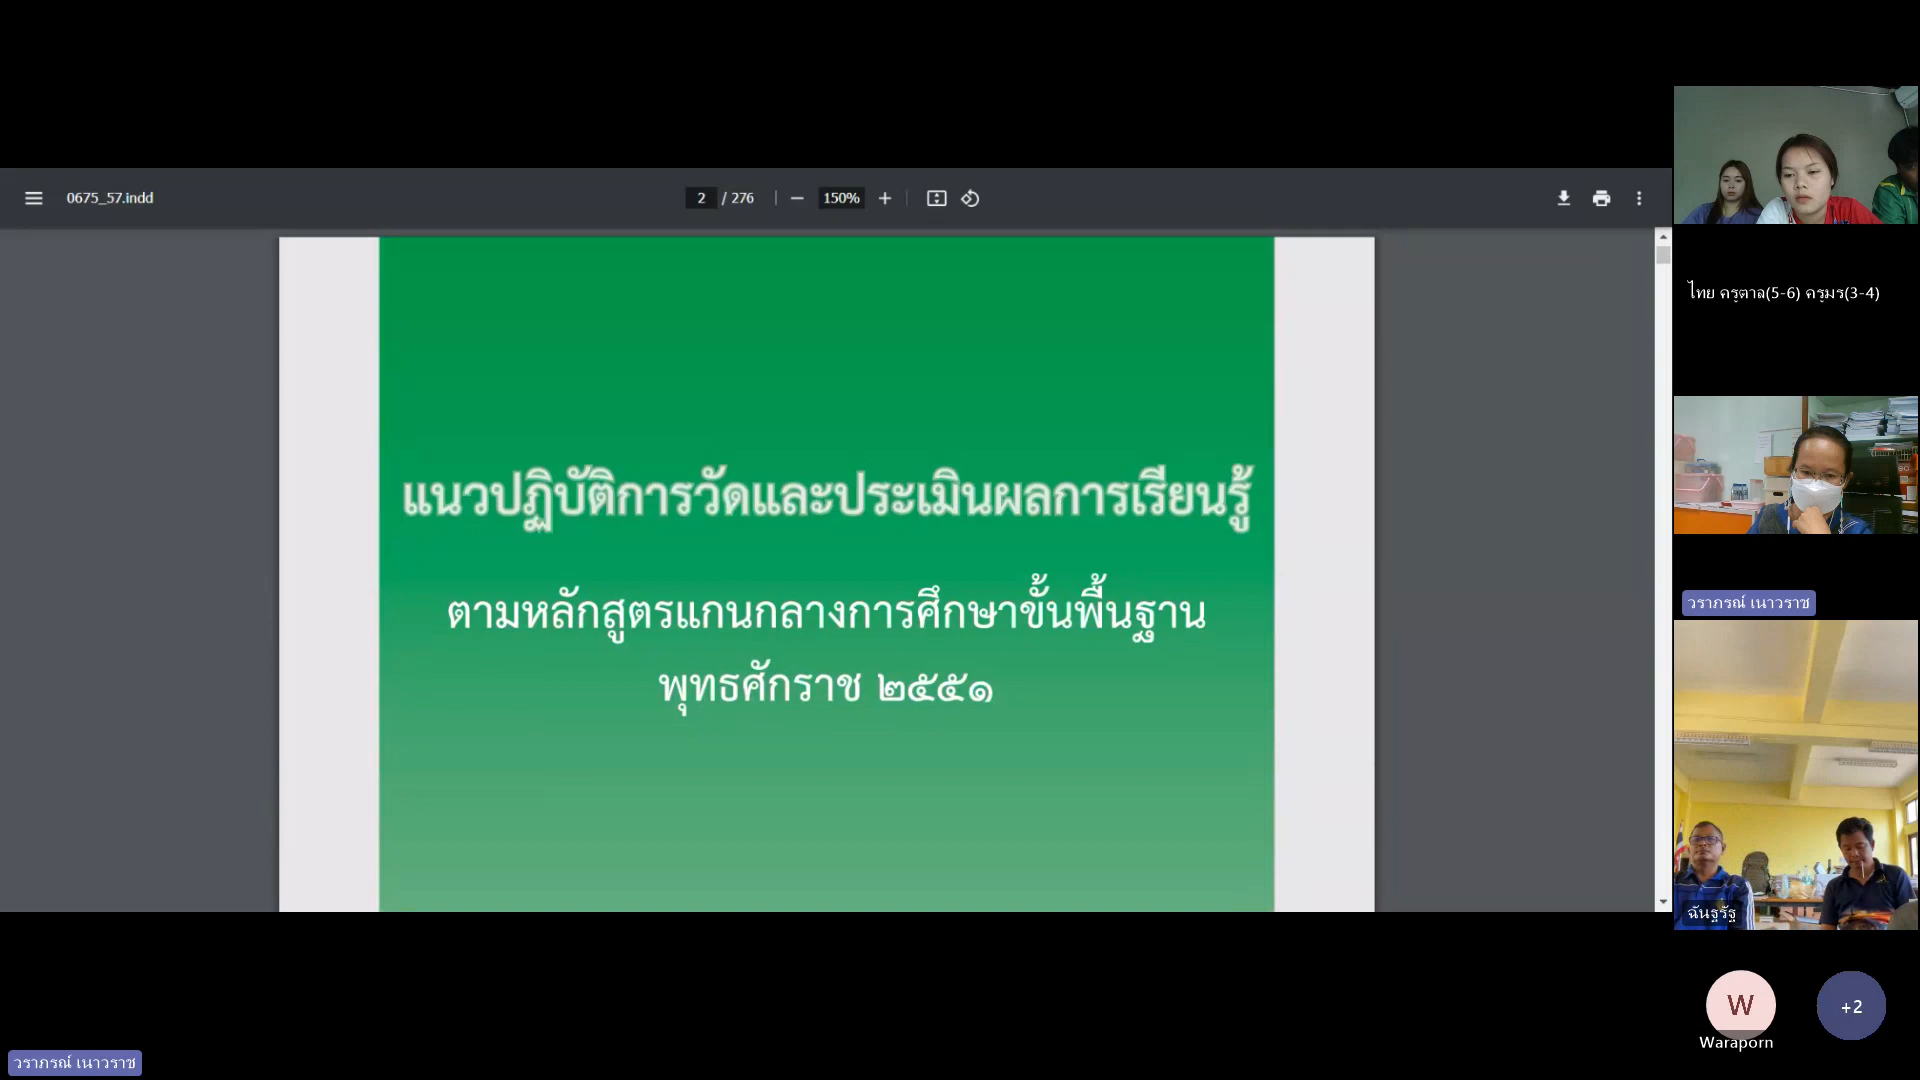 0675_57.indd
2 / 276
150%
แนวปฏิบัติการวัดและประเมินผลการเรียนรู้
ตามหลักสูตรแกนกลางการศึกษาขั้นพื้นฐาน
พุทธศักราช ๒๕๕๑
ไทย ครูตาล(5-6) ครูมร(3-4)
วราภรณ์ เนาวราช
ฉันฐรัฐ
W
+2
Waraporn
วราภรณ์ เนาวราช